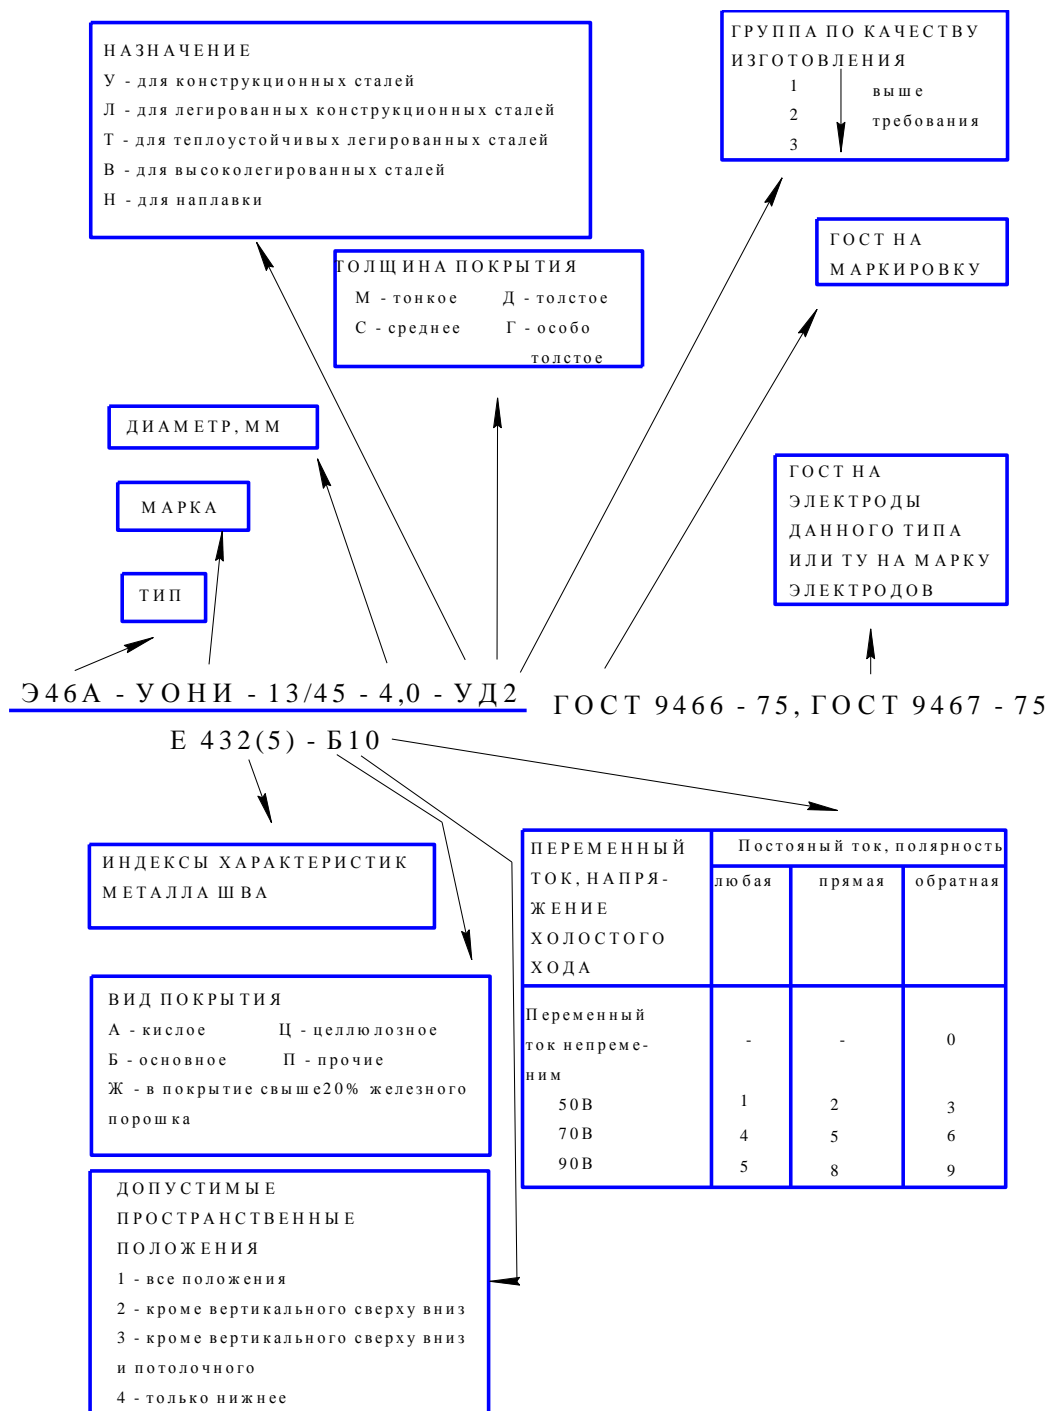 НАЗНАЧЕНИЕ
У - для конструкционных сталей
Л - для легированных конструкционных сталей
Т - для теплоустойчивых легированных сталей
В - для высоколегированных сталей
Н - для наплавки
ГРУППА ПО КАЧЕСТВУ
ИЗГОТОВЛЕНИЯ
1 выше
2 требования
3
ГОСТ НА
МАРКИРОВКУ
ТОЛЩИНА ПОКРЫТИЯ
М - тонкое Д - толстое
С - среднее Г - особо
толстое
ДИАМЕТР, ММ
МАРКА
ТИП
ГОСТ НА
ЭЛЕКТРОДЫ
ДАННОГО ТИПА
ИЛИ ТУ НА МАРКУ
ЭЛЕКТРОДОВ
Э46А - УОНИ - 13/45 - 4,0 - УД2 ГОСТ 9466 - 75, ГОСТ 9467 - 75
Е 432(5) - Б10
ИНДЕКСЫ ХАРАКТЕРИСТИК
МЕТАЛЛА ШВА
ВИД ПОКРЫТИЯ
А - кислое Ц - целлюлозное
Б - основное П - прочие
Ж - в покрытие свыше20% железного
порошка
ДОПУСТИМЫЕ
ПРОСТРАНСТВЕННЫЕ
ПОЛОЖЕНИЯ
1 - все положения
2 - кроме вертикального сверху вниз
3 - кроме вертикального сверху вниз
и потолочного
4 - только нижнее
ПЕРЕМЕННЫЙ
ТОК, НАПРЯ-
ЖЕНИЕ
ХОЛОСТОГО
ХОДА
Постояный ток, полярность
любая прямая обратная
Переменный
ток непреме-
ним
- - 0
50В 1 2 3
70В 4 5 6
90В 5 8 9